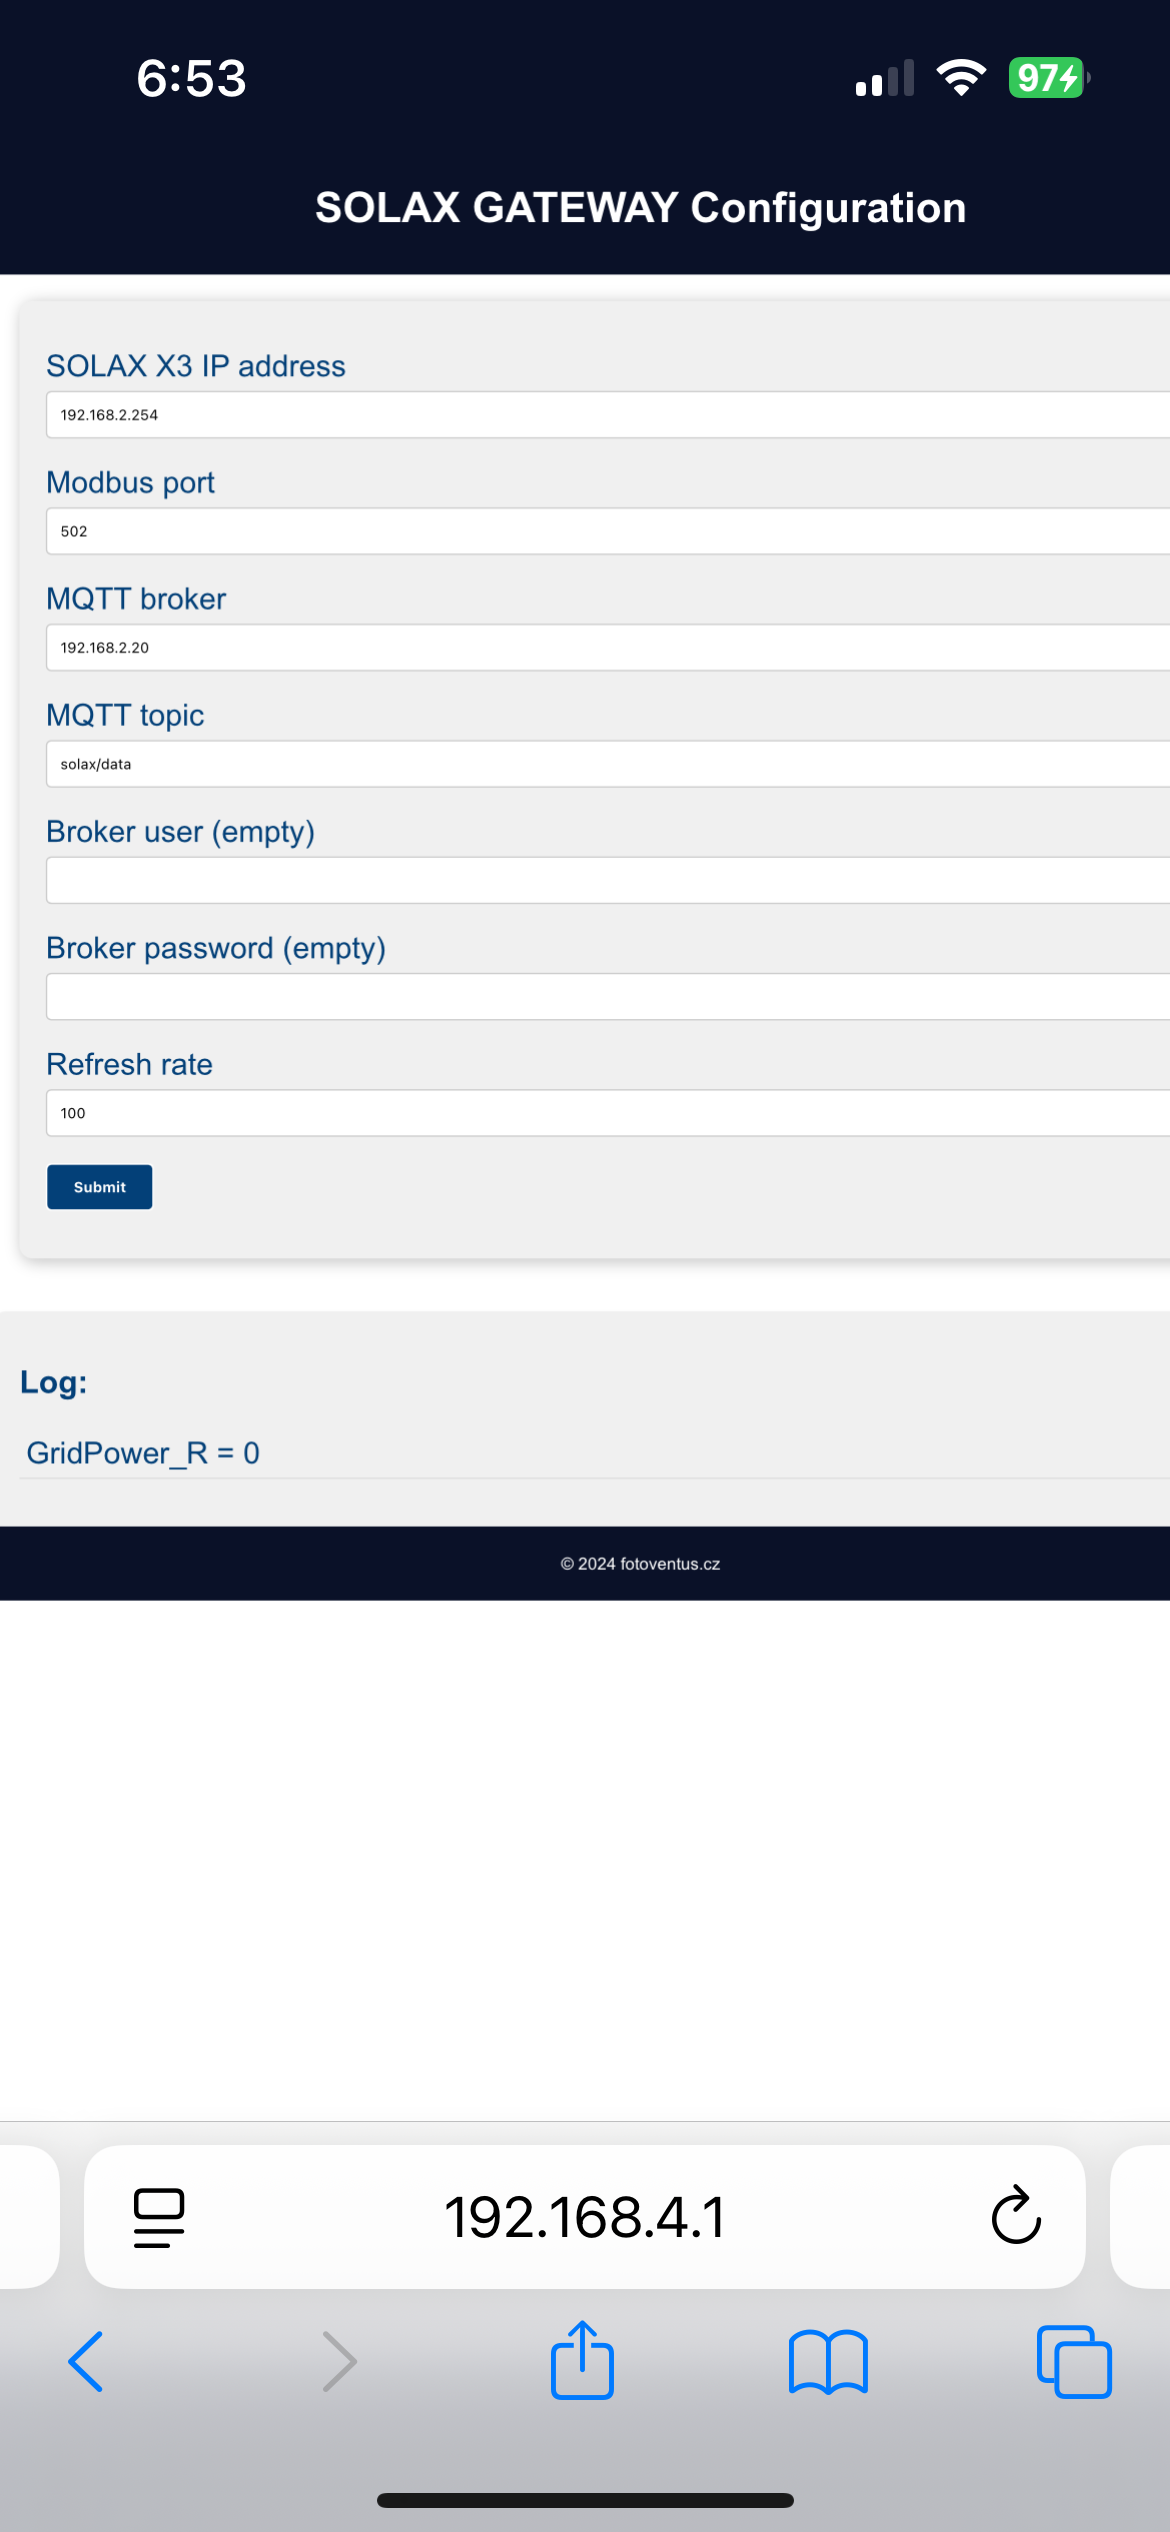 6:53
97
SOLAX GATEWAY Configuration
SOLAX X3 IP address
192.168.2.254
Modbus port
502
MQTT broker
192.168.2.20
MQTT topic
solax/data
Broker user (empty)
Broker password (empty)
Refresh rate
100
Submit
Log:
GridPower_R = 0
© 2024 fotoventus.cz
192.168.4.1